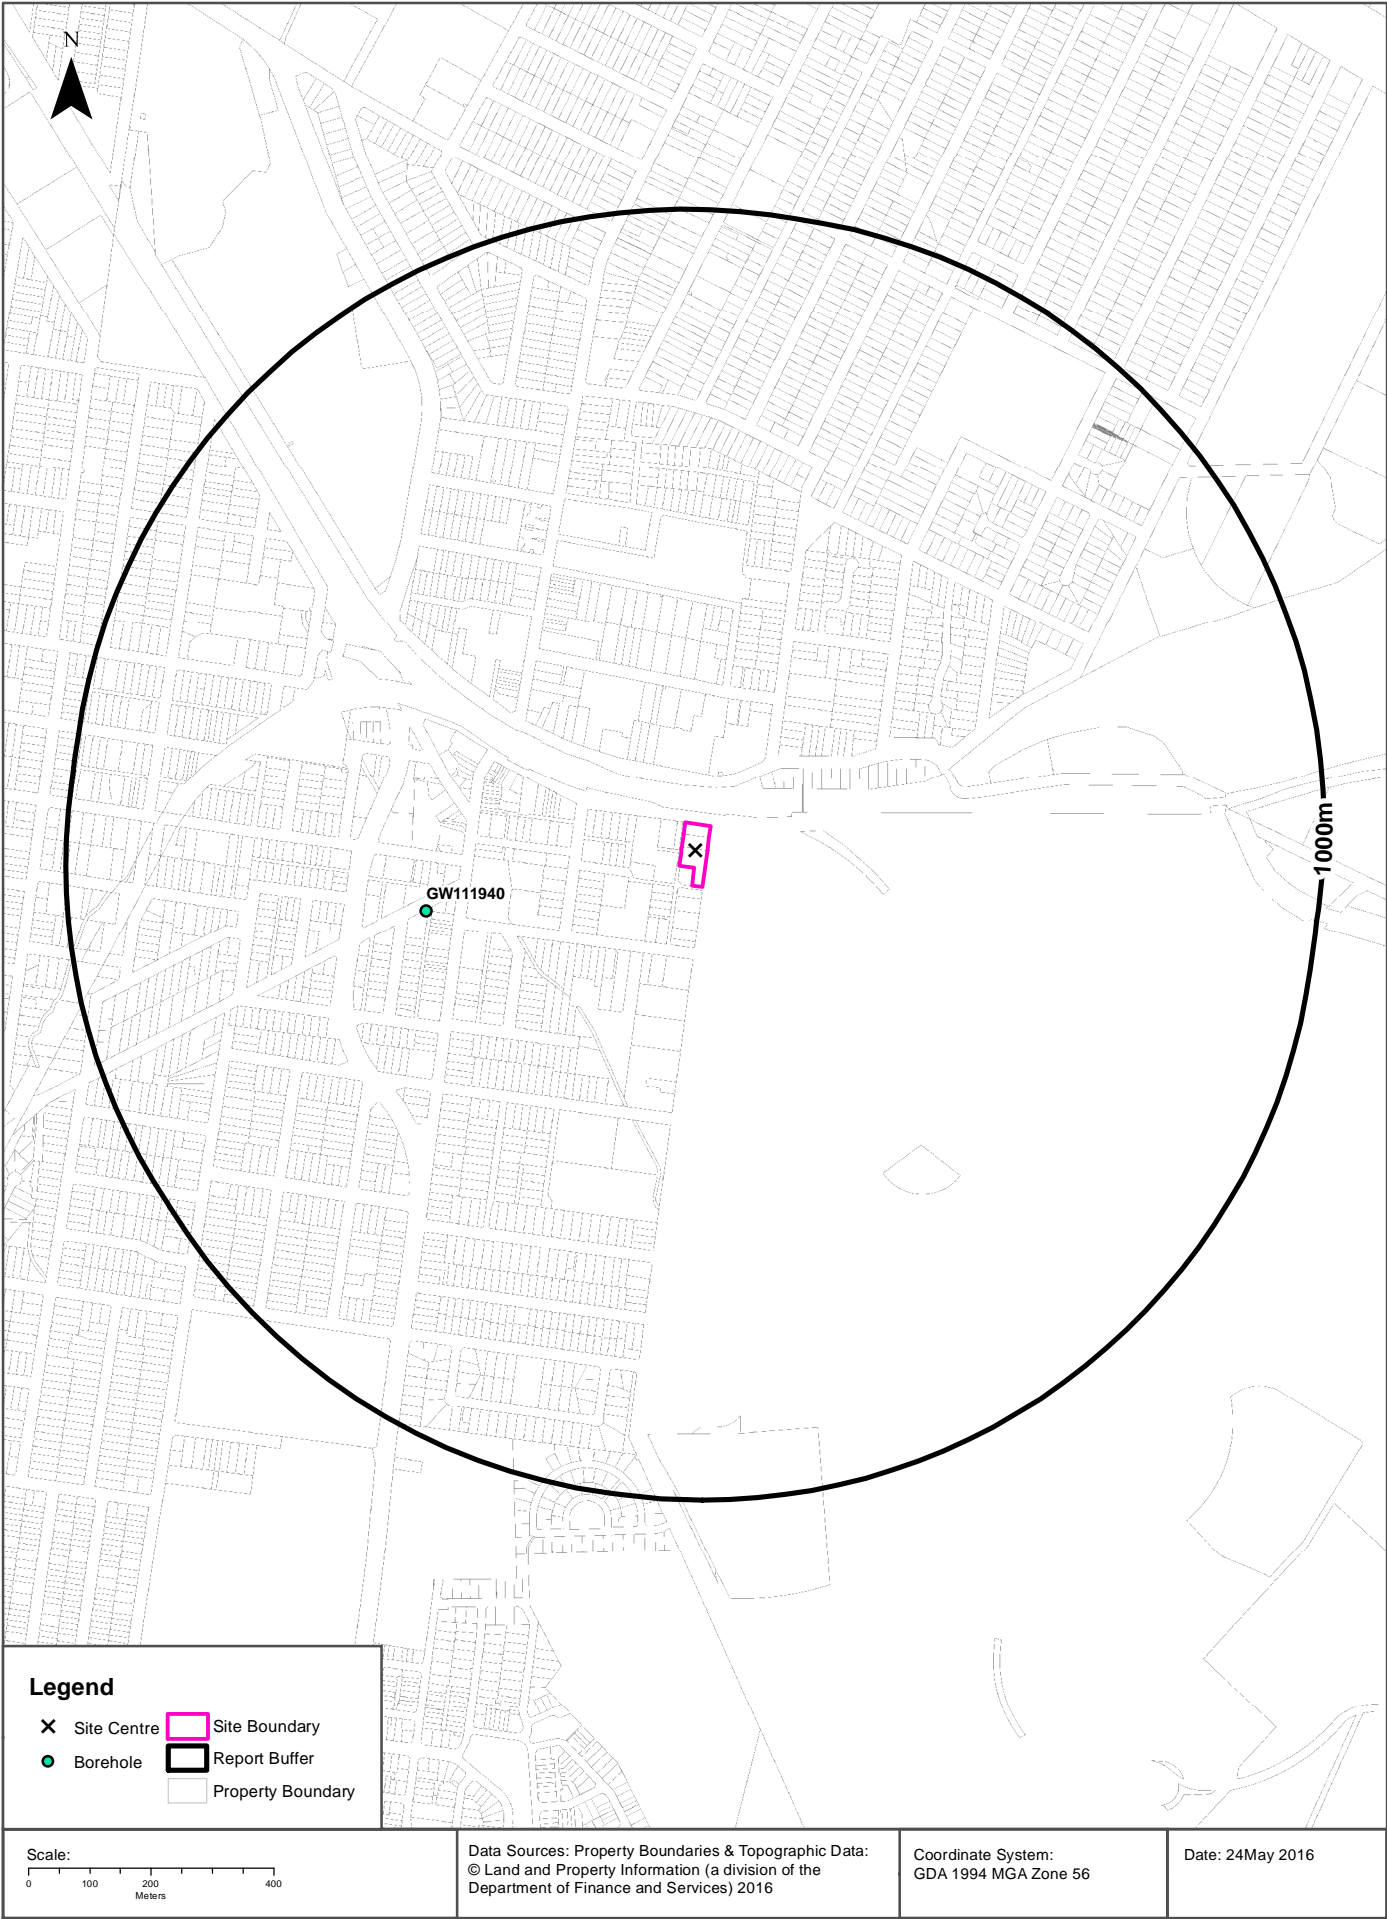 N
GW111940
1000m
Legend
Site Centre
Site Boundary
Borehole
Report Buffer
Property Boundary
Scale:
0 100 200 400
Meters
Data Sources: Property Boundaries & Topographic Data:
© Land and Property Information (a division of the
Department of Finance and Services) 2016
Coordinate System:
GDA 1994 MGA Zone 56
Date: 24May 2016